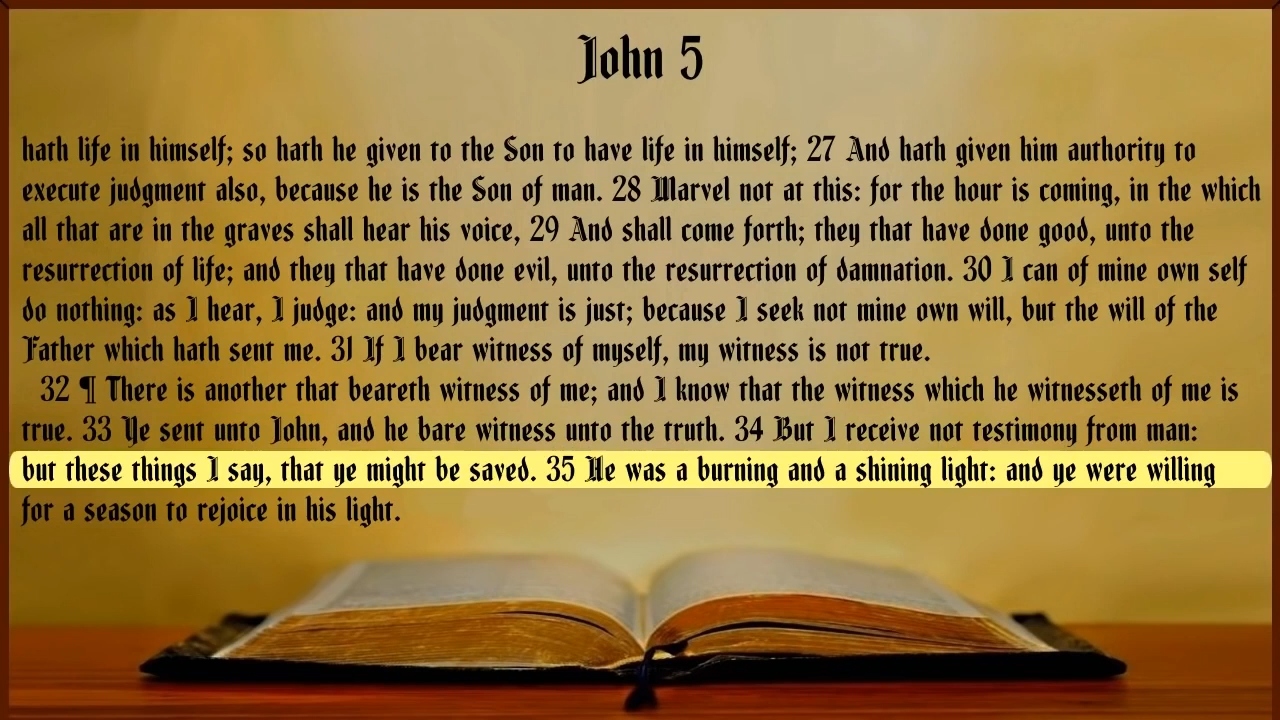 John 5
hath life in himself; so hath he given to the Son to have life in himself; 27 And hath given him authority to
execute judgment also, because he is the Son of man. 28 Marvel not at this: for the hour is coming, in the which
all that are in the graves shall hear his voice, 29 And shall come forth; they that have done good, unto the
resurrection of life; and they that have done evil, unto the resurrection of damnation. 30 I can of mine own self
do nothing: as I hear, I judge: and my judgment is just; because I seek not mine own will, but the will of the
Father which hath sent me. 31 If I bear witness of myself, my witness is not true.
32 ¶ There is another that beareth witness of me; and I know that the witness which he witnesseth of me is
true. 33 Ye sent unto John, and he bare witness unto the truth. 34 But I receive not testimony from man:
but these things I say, that ye might be saved. 35 He was a burning and a shining light: and ye were willing
for a season to rejoice in his light.